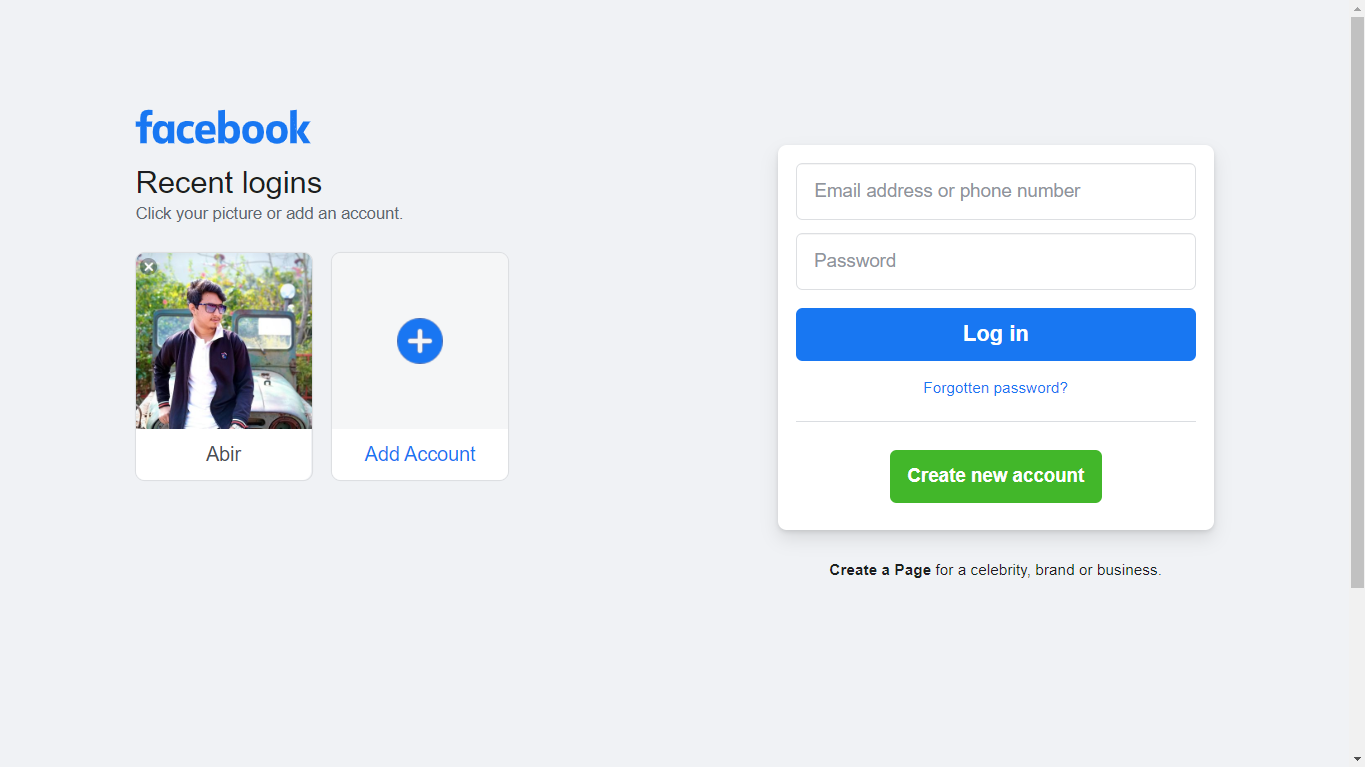 facebook
Recent logins
Click your picture or add an account.
Abir
Add Account
Email address or phone number
Password
Log in
Forgotten password?
Create new account
Create a Page for a celebrity, brand or business.